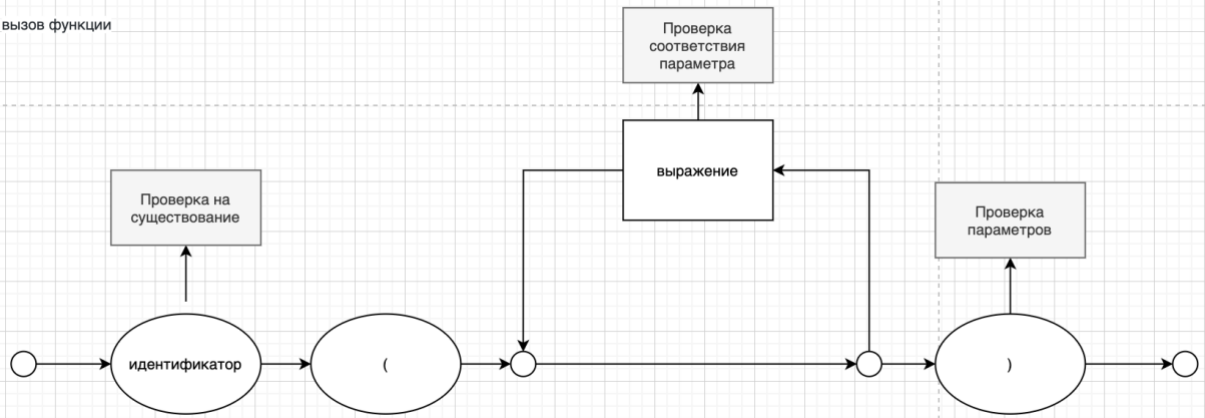 вызов функции
Проверка
соответствия
параметра
выражение
Проверка на
существование
Проверка
параметров
идентификатор
(
)